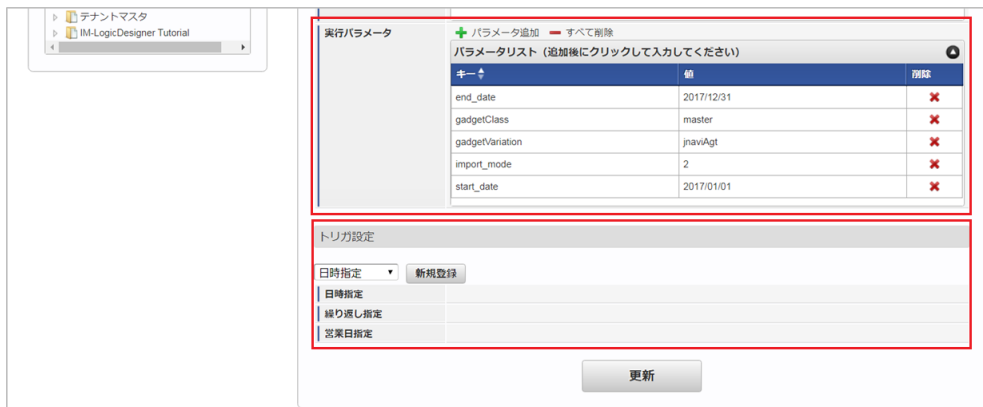 テナントマスタ
IM-LogicDesigner Tutorial
実行パラメータ
パラメータ追加 すべて削除
パラメータリスト（追加後にクリックして入力してください）
キー 値 削除
end_date 2017/12/31
gadgetClass master
gadgetVariation jnaviAgt
import_mode 2
start_date 2017/01/01
トリガ設定
日時指定 新規登録
日時指定
繰り返し指定
営業日指定
更新